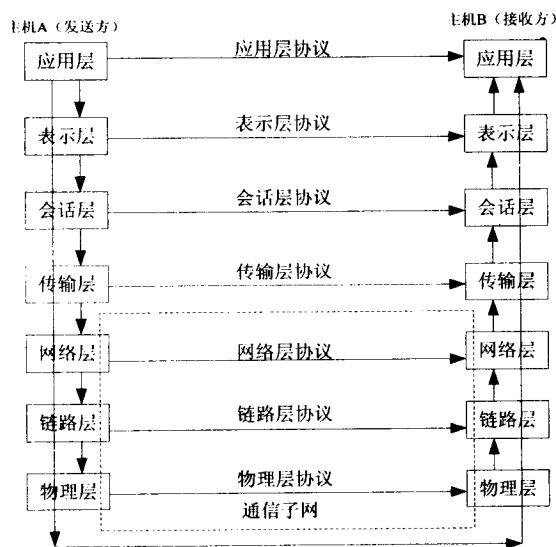 主机A（发送方） 主机B（接收方）
应用层 应用层协议 应用层
表示层 表示层协议 表示层
会话层 会话层协议 会话层
传输层 传输层协议 传输层
网络层 网络层协议 网络层
链路层 链路层协议 链路层
物理层 物理层协议 物理层
通信子网